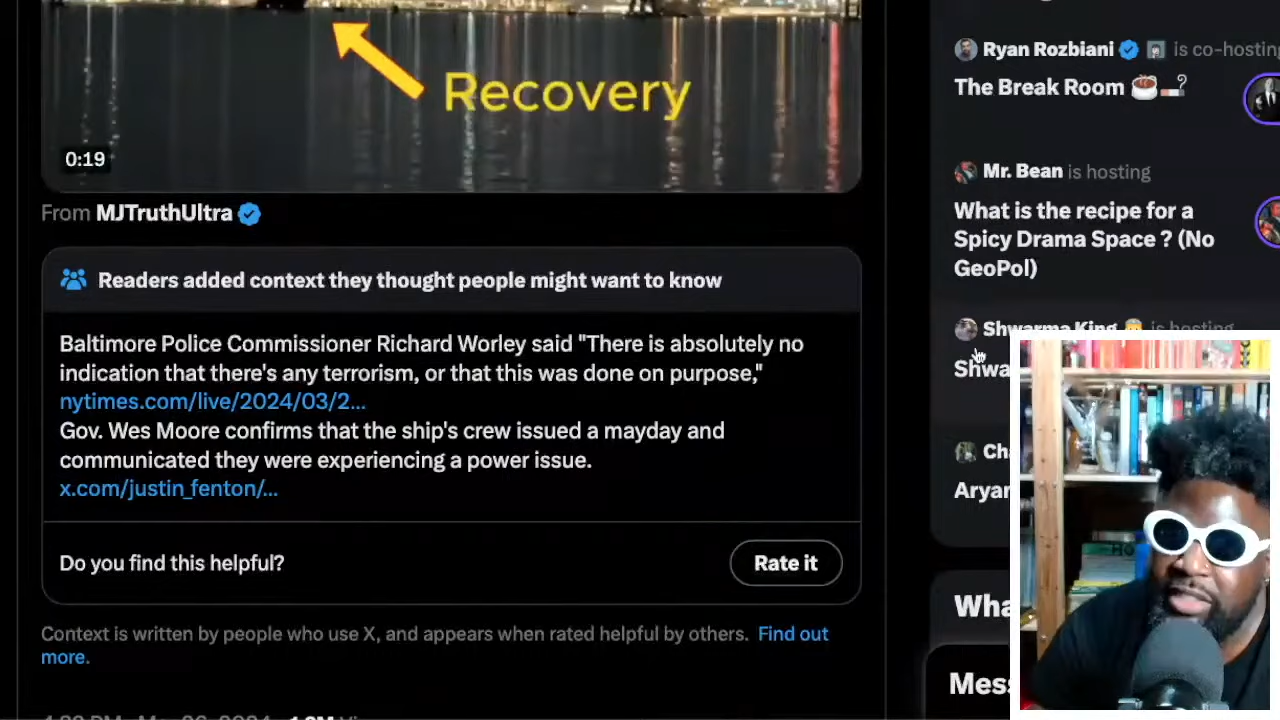 Recovery
0:19
From MJTruthUltra
Readers added context they thought people might want to know
Baltimore Police Commissioner Richard Worley said "There is absolutely no
indication that there's any terrorism, or that this was done on purpose,"
nytimes.com/live/2024/03/2...
Gov. Wes Moore confirms that the ship's crew issued a mayday and
communicated they were experiencing a power issue.
x.com/justin_fenton/...
Do you find this helpful?
Rate it
Context is written by people who use X, and appears when rated helpful by others. Find out
more.
Ryan Rozbiani is co-hosting
The Break Room
Mr. Bean is hosting
What is the recipe for a
Spicy Drama Space ? (No
GeoPol)
Shwarma King is hosting
Shwa
Cha
Aryan
Wha
Mess